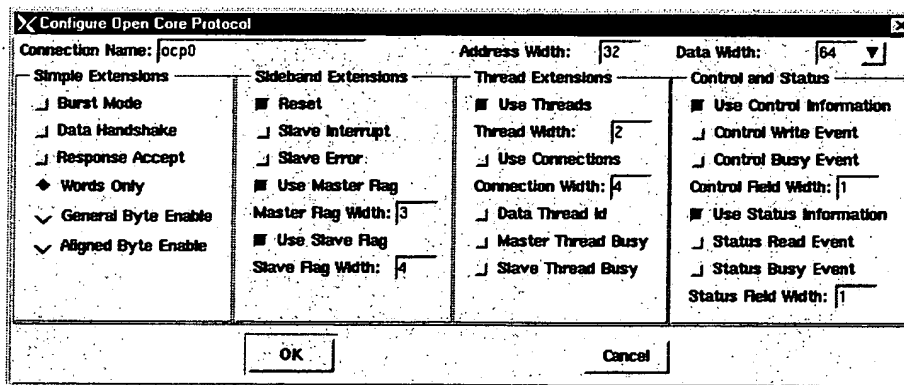 Configure Open Core Protocol
Connection Name: ocp0
Address Width: 32
Data Width: 64
Simple Extensions
Burst Mode
Data Handshake
Response Accept
Words Only
General Byte Enable
Aligned Byte Enable
Sideband Extensions
Reset
Slave Interrupt
Slave Error
Use Master Flag
Master Flag Width: 3
Use Slave Flag
Slave Flag Width: 4
Thread Extensions
Use Threads
Thread Width: 2
Use Connections
Connection Width: 4
Data Thread Id
Master Thread Busy
Slave Thread Busy
Control and Status
Use Control Information
Control Write Event
Control Busy Event
Control Field Width: 1
Use Status Information
Status Read Event
Status Busy Event
Status Field Width: 1
OK
Cancel